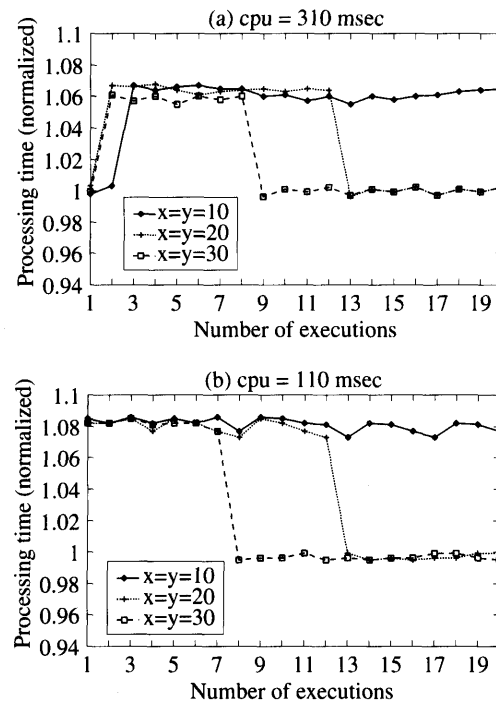 (a) cpu = 310 msec
Processing time (normalized)
1.1
1.08
1.06
1.04
1.02
1
0.98
0.96
0.94
x=y=10
x=y=20
x=y=30
1 3 5 7 9 11 13 15 17 19
Number of executions
(b) cpu = 110 msec
Processing time (normalized)
1.1
1.08
1.06
1.04
1.02
1
0.98
0.96
0.94
x=y=10
x=y=20
x=y=30
1 3 5 7 9 11 13 15 17 19
Number of executions